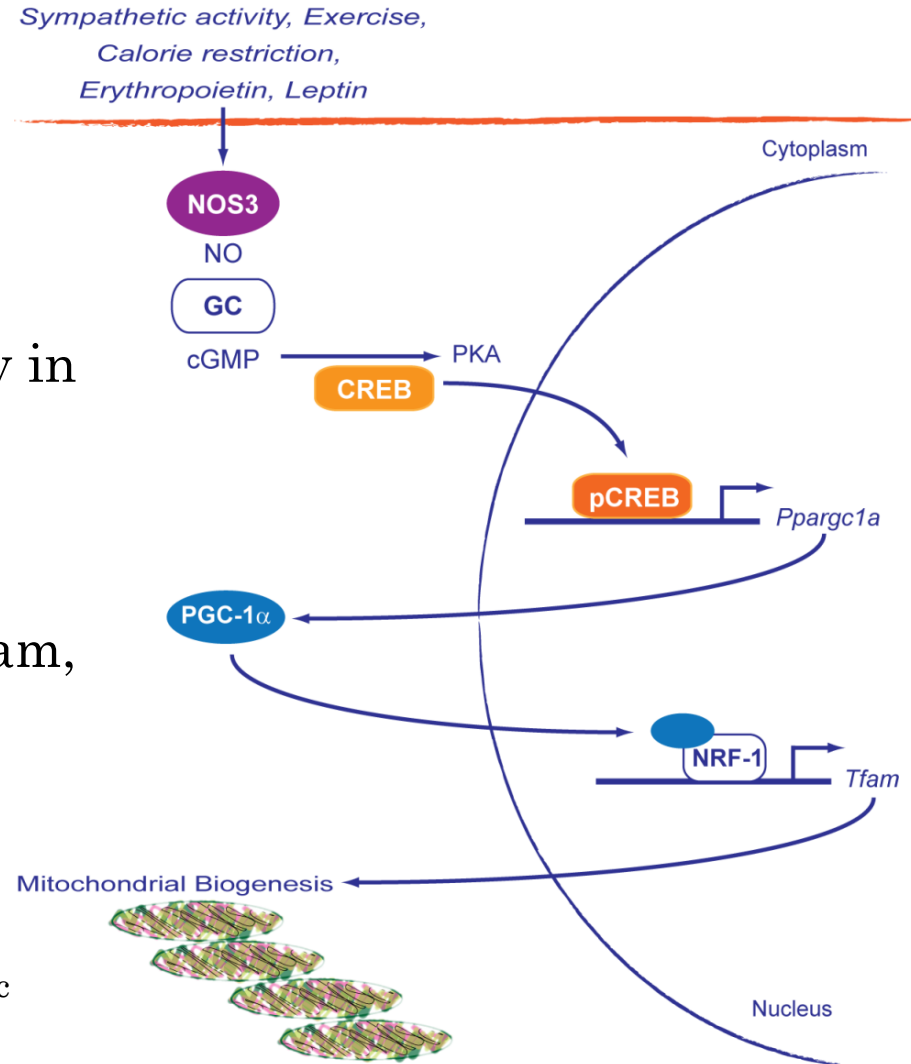 Sympathetic activity, Exercise,
Calorie restriction,
Erythropoietin, Leptin
Cytoplasm
NOS3
NO
GC
cGMP
PKA
CREB
in
pCREB
Ppargc1a
PGC-1α
NRF-1
Tfam
Mitochondrial Biogenesis
Nucleus